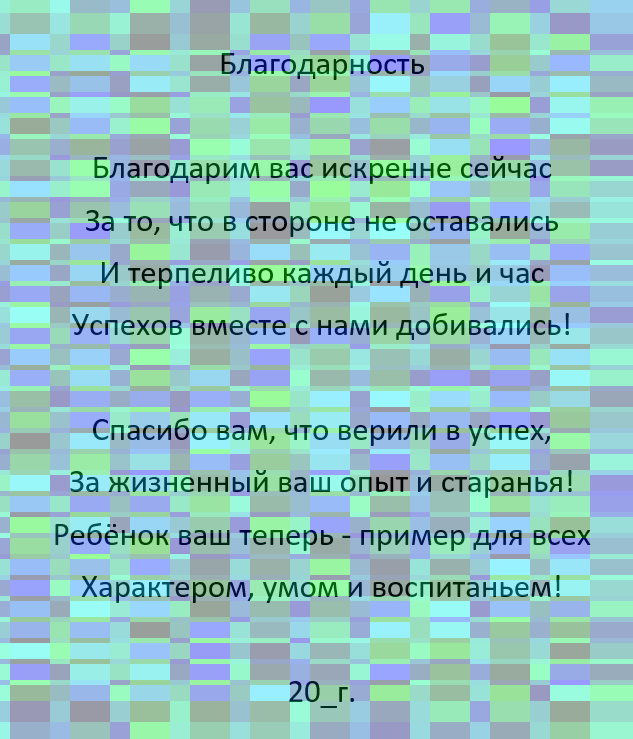 Благодарность
Благодарим вас искренне сейчас
За то, что в стороне не оставались
И терпеливо каждый день и час
Успехов вместе с нами добивались!
Спасибо вам, что верили в успех,
За жизненный ваш опыт и старанья!
Ребёнок ваш теперь - пример для всех
Характером, умом и воспитаньем!
20_г.